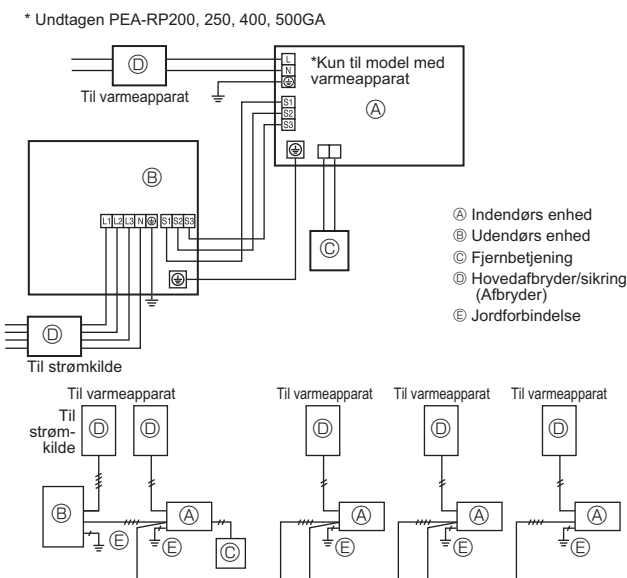 * Undtagen PEA-RP200, 250, 400, 500GA
Ⓓ
Til varmeapparat
L
N
*Kun til model med
varmeapparat
Ⓐ
S1
S2
S3
Ⓑ
L1 L2 L3 N S1 S2 S3
Ⓒ
Ⓓ
Til strømkilde
Ⓐ Indendørs enhed
Ⓑ Udendørs enhed
Ⓒ Fjernbetjening
Ⓓ Hovedafbryder/sikring
(Afbryder)
Ⓔ Jordforbindelse
Til varmeapparat
Til varmeapparat
Til varmeapparat
Til varmeapparat
Til
strøm-
kilde
Ⓓ Ⓓ Ⓓ Ⓓ Ⓓ
Ⓑ Ⓐ Ⓐ Ⓐ Ⓐ
Ⓔ Ⓔ Ⓒ Ⓔ Ⓔ Ⓔ